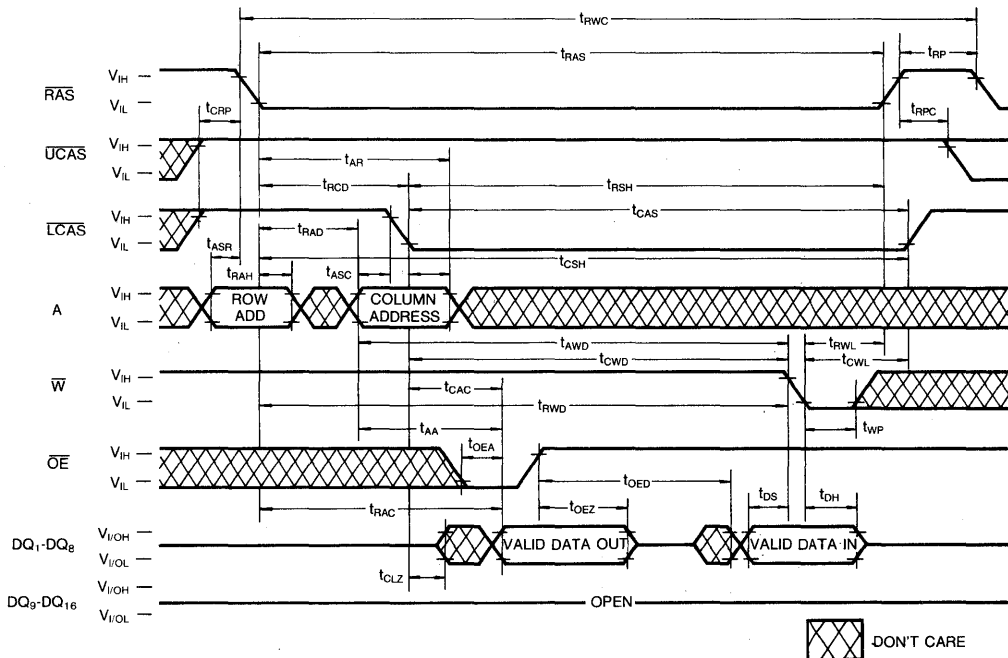 tRWC
tRAS
tRP
RAS
VIH
VIL
tCRP
tRPC
UCAS
VIH
VIL
tAR
tRCD
tRSH
LCAS
VIH
VIL
tCAS
tRAD
tASR
tCSH
tRAH
tASC
A
VIH
VIL
ROW
ADD
COLUMN
ADDRESS
tAWD
tRWL
tCWD
tCWL
W
VIH
VIL
tCAC
tRWD
tWP
tAA
OE
VIH
VIL
tOEA
tOED
tRAC
tOEZ
tDS
tDH
DQ1-DQ8
VI/OH
VI/OL
VALID DATA OUT
VALID DATA IN
tCLZ
DQ9-DQ16
VI/OH
VI/OL
OPEN
DON'T CARE